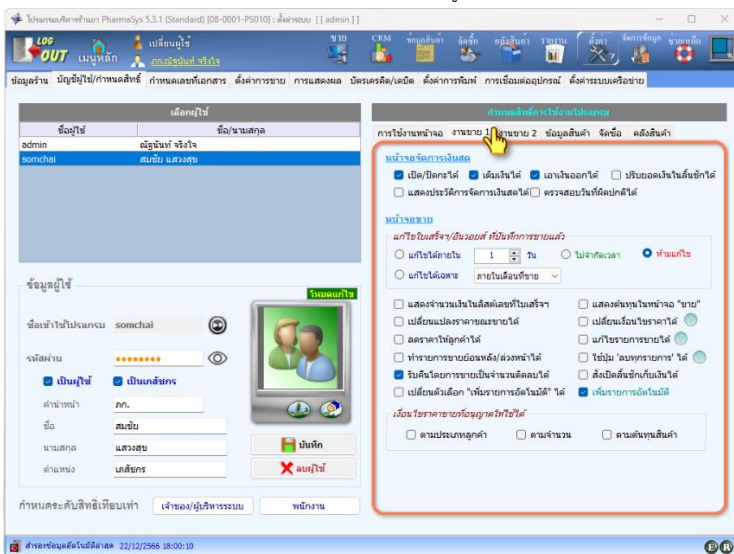 โปรแกรมบริหารร้านยา PharmaSys 5.3.1 (Standard) [08-0001-PS010] : ตั้งค่าระบบ [ [ admin ] ]
LOG OUT เมนูหลัก เปลี่ยนผู้ใช้ ภก.ณัฐนันท์ จริงใจ ขาย CRM ข้อมูลสินค้า จัดซื้อ คลังสินค้า รายงาน ตั้งค่า จัดการข้อมูล ช่วยเหลือ
ข้อมูลร้าน บัญชีผู้ใช้/กำหนดสิทธิ์ กำหนดเลขที่เอกสาร ตั้งค่าการขาย การแสดงผล บัตรเครดิต/เดบิต ตั้งค่าการพิมพ์ การเชื่อมต่ออุปกรณ์ ตั้งค่าระบบเครือข่าย
เลือกผู้ใช้
ชื่อผู้ใช้ ชื่อ/นามสกุล
admin ณัฐนันท์ จริงใจ
somchai สมชัย แสวงสุข
ข้อมูลผู้ใช้
โหมดแก้ไข
ชื่อเข้าใช้โปรแกรม somchai
รหัสผ่าน
เป็นผู้ใช้ เป็นเภสัชกร
คำนำหน้า ภก.
ชื่อ สมชัย
นามสกุล แสวงสุข
ตำแหน่ง เภสัชกร
บันทึก
ลบผู้ใช้
กำหนดระดับสิทธิ์เทียบเท่า เจ้าของ/ผู้บริหารระบบ พนักงาน
กำหนดสิทธิ์การใช้งานโปรแกรม
การใช้งานหน้าจอ งานขาย 1 งานขาย 2 ข้อมูลสินค้า จัดซื้อ คลังสินค้า
หน้าจอจัดการเงินสด
เปิด/ปิดกะได้ เติมเงินได้ เอาเงินออกได้ ปรับยอดเงินในลิ้นชักได้
แสดงประวัติการจัดการเงินสดได้ ตรวจสอบวันที่ผิดปกติได้
หน้าจอขาย
แก้ไขใบเสร็จฯ/อินวอยส์ ที่บันทึกการขายแล้ว
แก้ไขได้ภายใน 1 วัน ไม่จำกัดเวลา ห้ามแก้ไข
แก้ไขได้เฉพาะ ภายในเดือนที่ขาย
แสดงจำนวนเงินในลิสต์เลขที่ใบเสร็จฯ แสดงต้นทุนในหน้าจอ "ขาย"
เปลี่ยนแปลงราคาขณะขายได้ เปลี่ยนเงื่อนไขราคาได้
ลดราคาให้ลูกค้าได้ แก้ไขรายการขายได้
ทำรายการขายย้อนหลัง/ล่วงหน้าได้ ใช้ปุ่ม 'ลบทุกรายการ' ได้
รับคืนโดยการขายเป็นจำนวนติดลบได้ สั่งเปิดลิ้นชักเก็บเงินได้
เปลี่ยนตัวเลือก "เพิ่มรายการอัตโนมัติ" ได้ เพิ่มรายการอัตโนมัติ
เงื่อนไขราคาขายที่อนุญาตให้ใช้ได้
ตามประเภทลูกค้า ตามจำนวน ตามต้นทุนสินค้า
สำรองข้อมูลอัตโนมัติล่าสุด 22/12/2566 18:00:10
E R